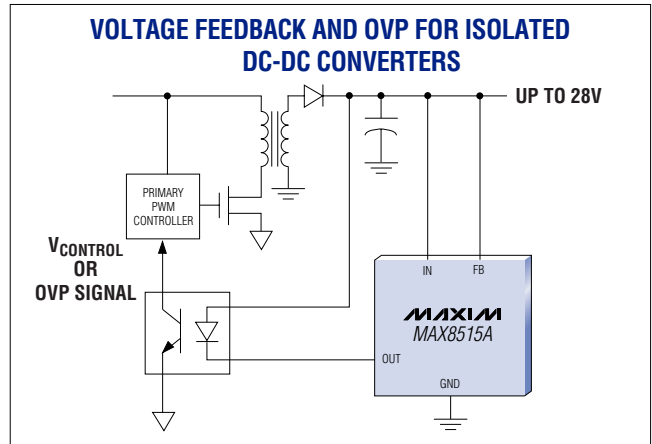 VOLTAGE FEEDBACK AND OVP FOR ISOLATED
DC-DC CONVERTERS
UP TO 28V
PRIMARY
PWM
CONTROLLER
VCONTROL
OR
OVP SIGNAL
IN FB
MAXIM
MAX8515A
OUT
GND